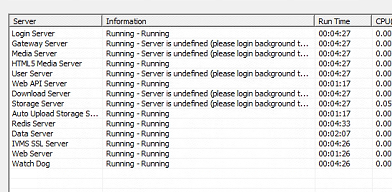 Server Information Run Time CPU
Login Server Running - Running 00:04:27 0.00
Gateway Server Running - Server is undefined (please login background t... 00:04:27 0.00
Media Server Running - Server is undefined (please login background t... 00:04:27 0.00
HTML5 Media Server Running - Running 00:04:27 0.00
User Server Running - Server is undefined (please login background t... 00:04:27 0.00
Web API Server Running - Running 00:01:17 0.00
Download Server Running - Server is undefined (please login background t... 00:04:27 0.00
Storage Server Running - Server is undefined (please login background t... 00:04:27 0.05
Auto Upload Storage S... Running - Running 00:01:17 0.00
Redis Server Running - Running 00:04:33 0.00
Data Server Running - Running 00:02:07 0.00
IVMS SSL Server Running - Running 00:04:26 0.00
Web Server Running - Running 00:01:26 0.00
Watch Dog Running - Running 00:04:26 0.00